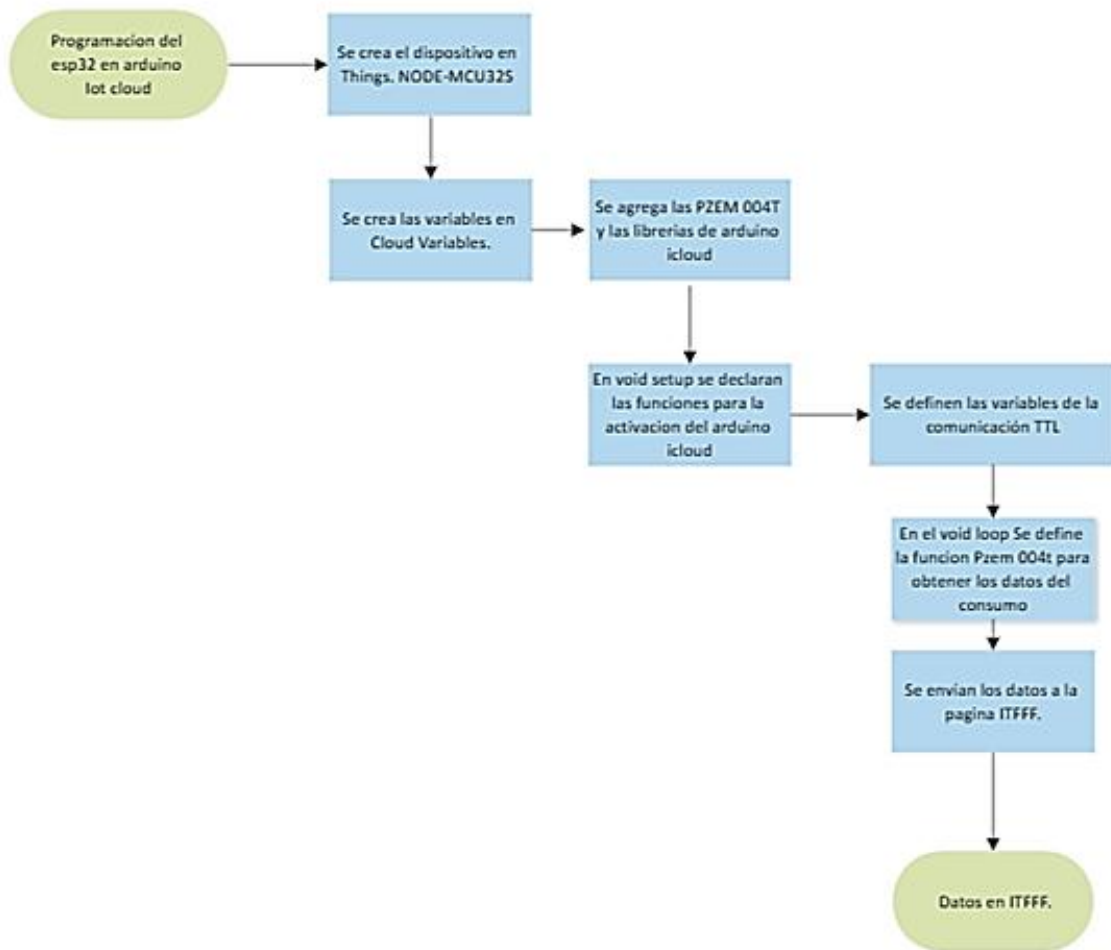 Programacion del
esp32 en arduino
Iot cloud
Se crea el dispositivo en
Things. NODE-MCU32S
Se crea las variables en
Cloud Variables.
Se agrega las PZEM 004T
y las librerias de arduino
icloud
En void setup se declaran
las funciones para la
activacion del arduino
icloud
Se definen las variables de la
comunicación TTL
En el void loop Se define
la funcion Pzem 004t para
obtener los datos del
consumo
Se envian los datos a la
pagina ITFFF.
Datos en ITFFF.